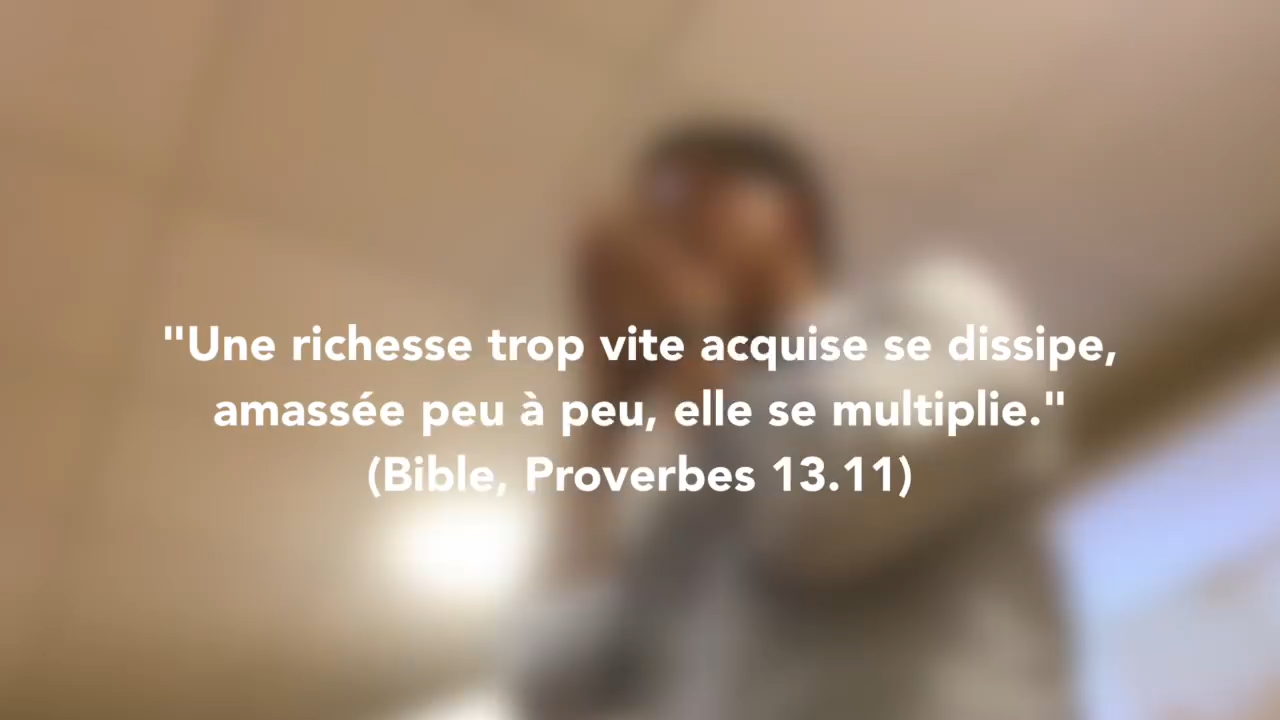 "Une richesse trop vite acquise se dissipe,
amassée peu à peu, elle se multiplie."
(Bible, Proverbes 13.11)